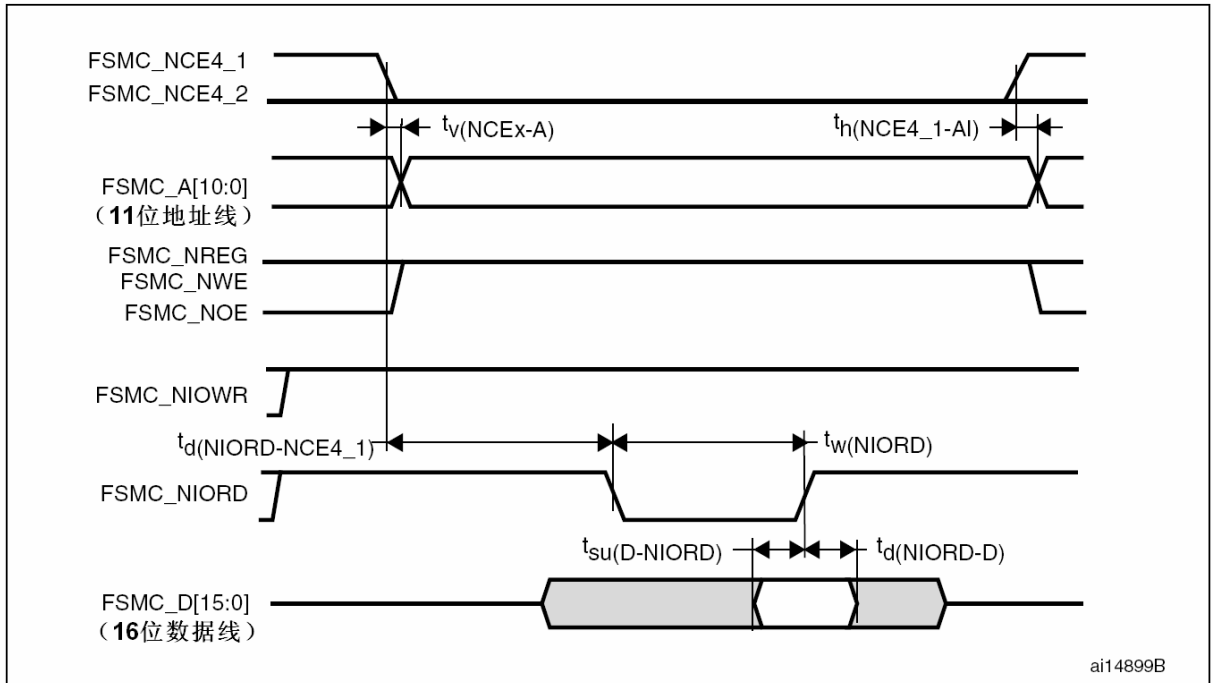 FSMC_NCE4_1
FSMC_NCE4_2
tv(NCEx-A)
th(NCE4_1-AI)
FSMC_A[10:0]
（11位地址线）
FSMC_NREG
FSMC_NWE
FSMC_NOE
FSMC_NIOWR
td(NIORD-NCE4_1)
tw(NIORD)
FSMC_NIORD
tsu(D-NIORD)
td(NIORD-D)
FSMC_D[15:0]
（16位数据线）
ai14899B